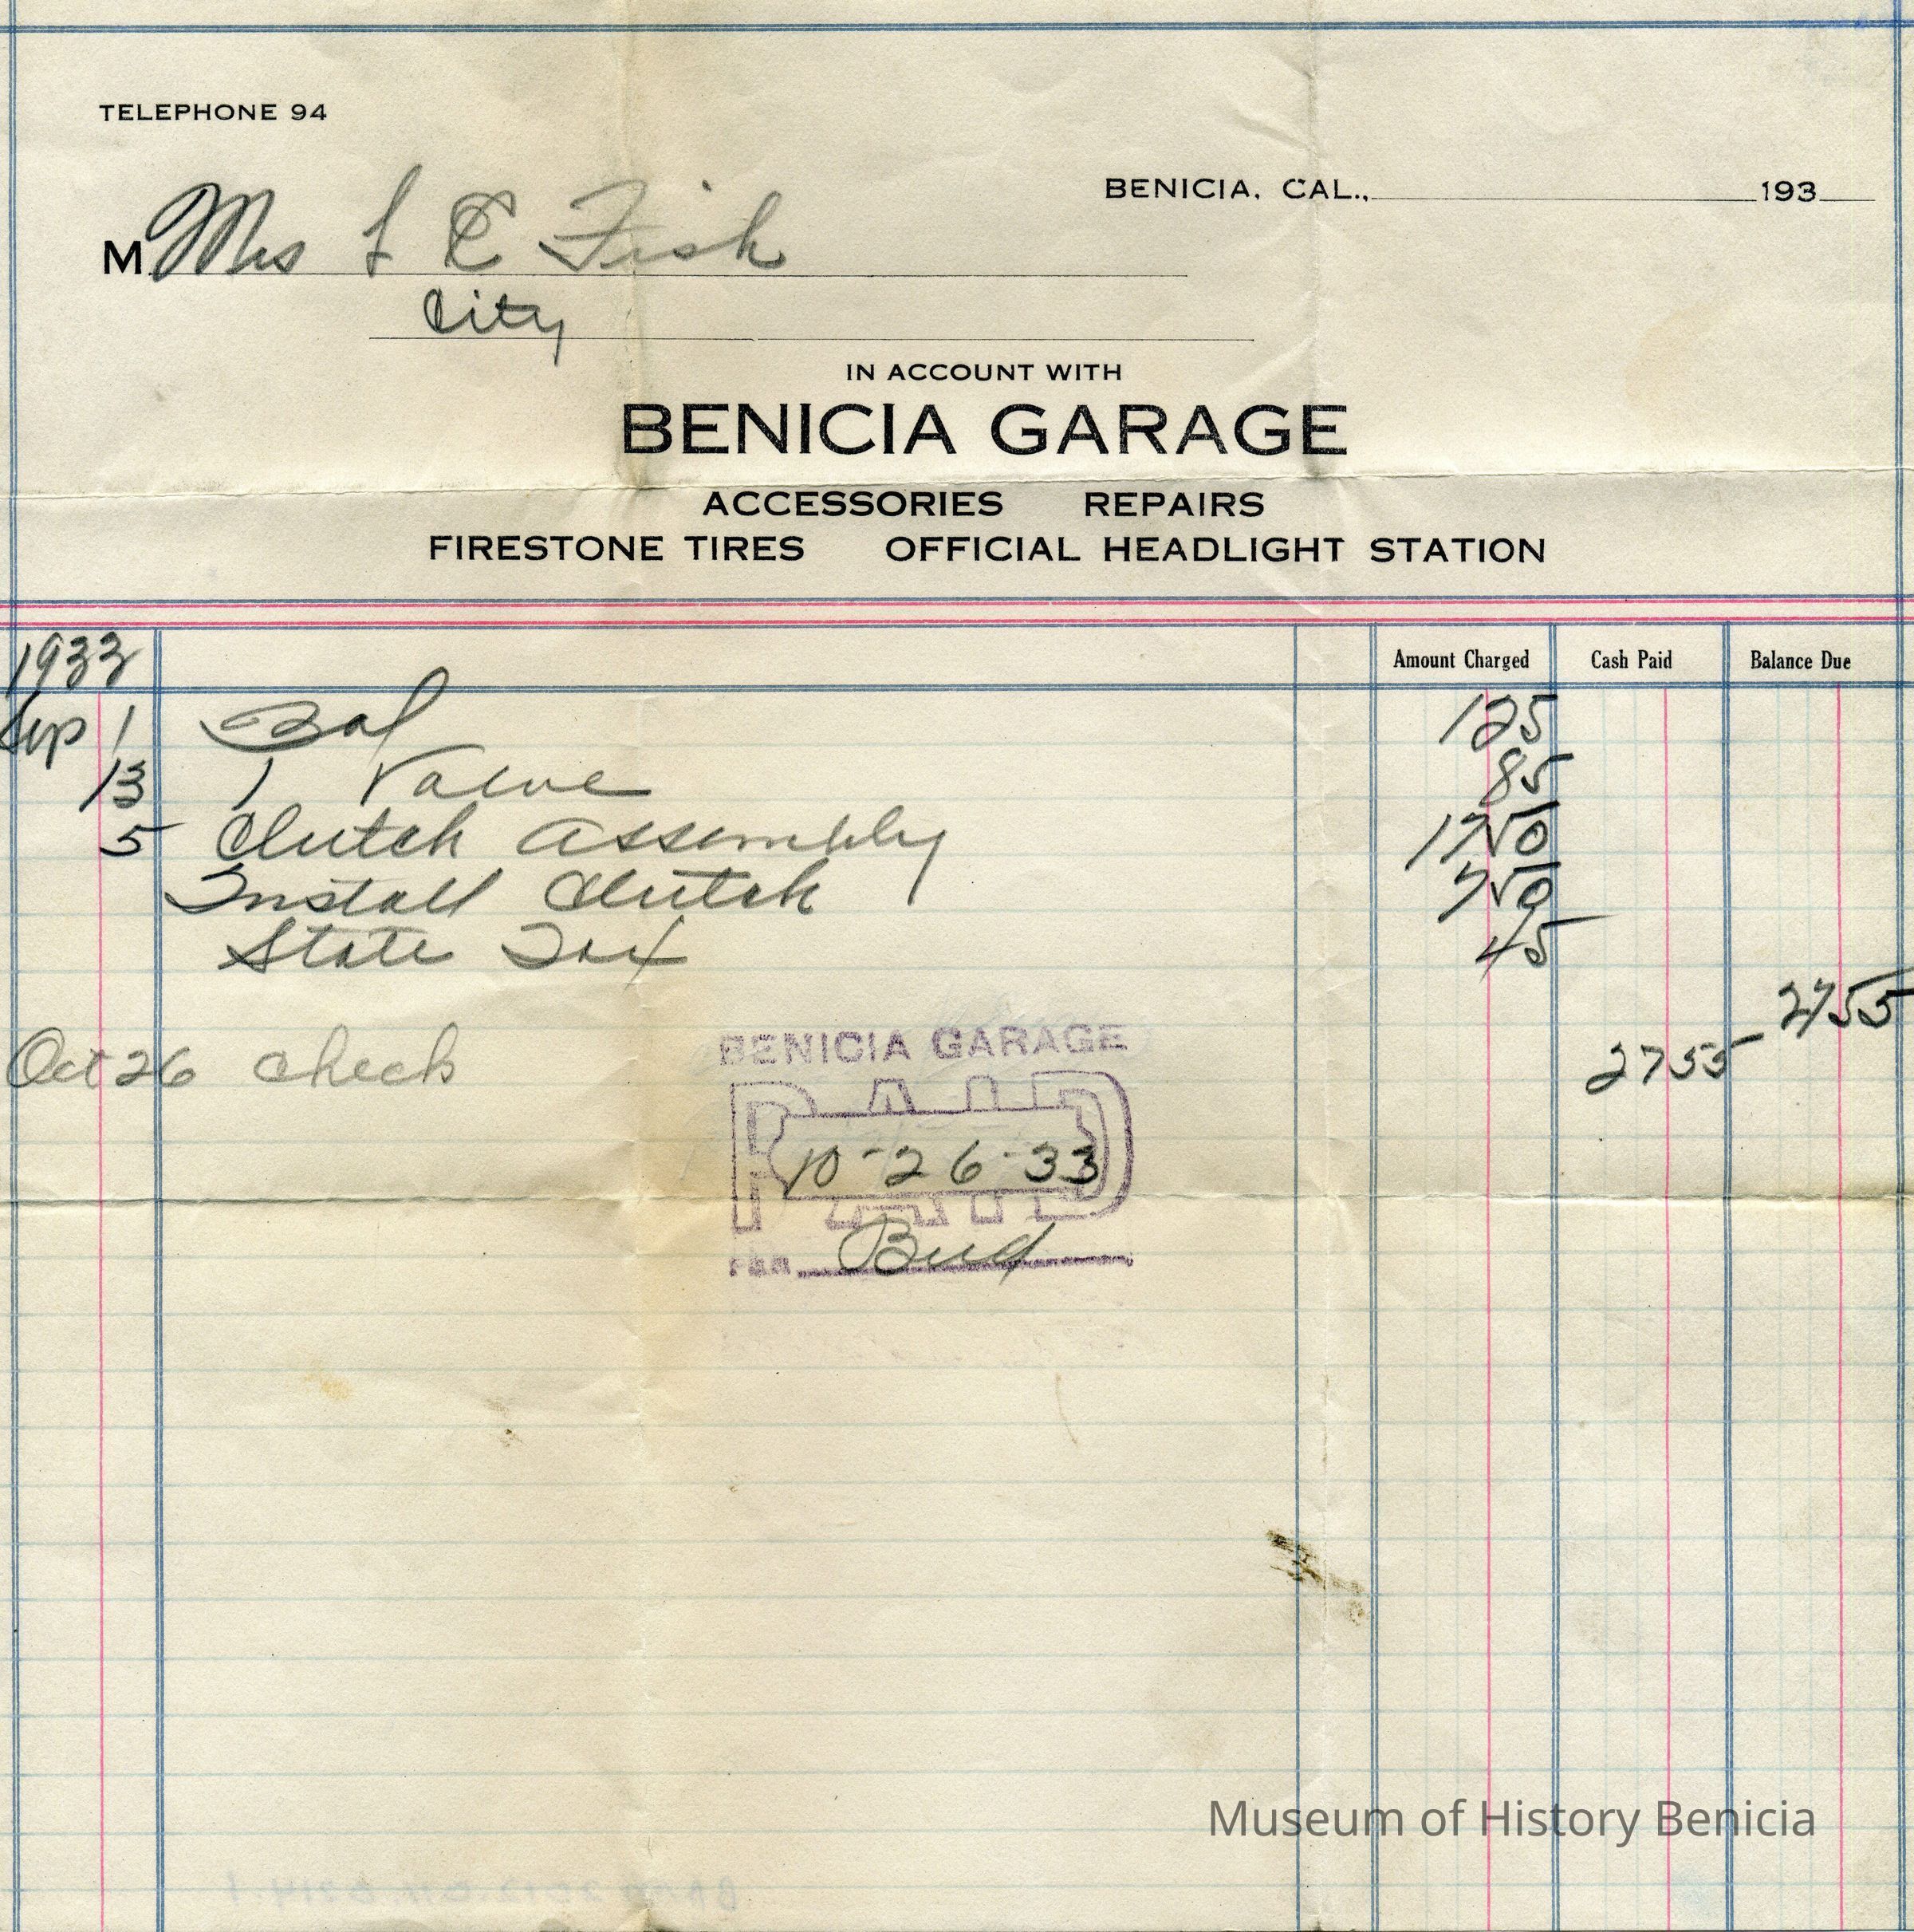 TELEPHONE 94
BENICIA, CAL., 193
M Mrs L E Fish
City
IN ACCOUNT WITH
BENICIA GARAGE
ACCESSORIES REPAIRS
FIRESTONE TIRES OFFICIAL HEADLIGHT STATION
1933 Amount Charged Cash Paid Balance Due
Sep 1 Bal 125
13 1 Valve 85
5 Clutch Assembly 1750
Install Clutch 750
State Tax 45
2755
Oct 26 check 2755
BENICIA GARAGE
PAID
10-26-33
PER Bud
Museum of History Benicia